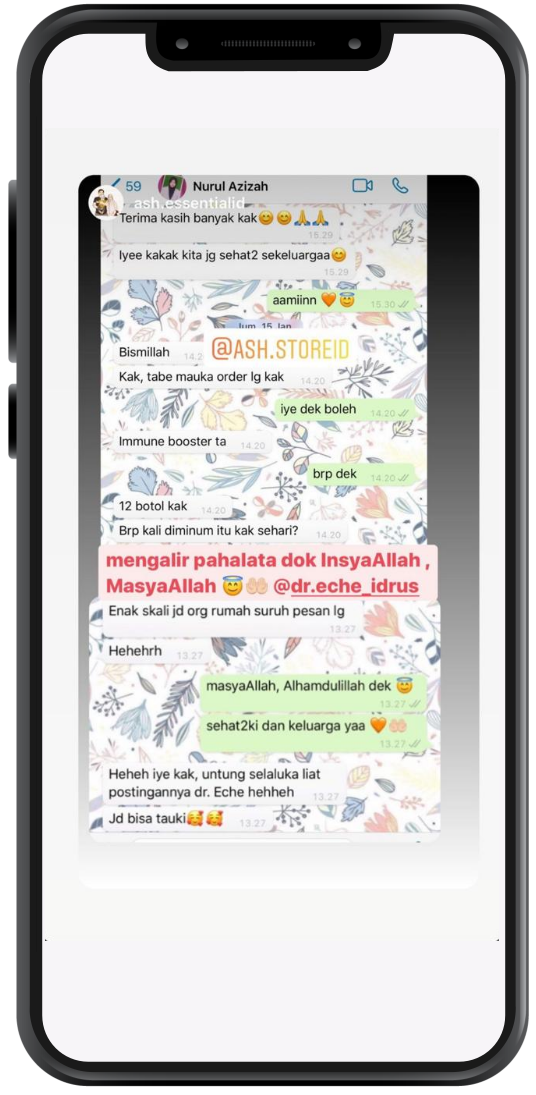 59 Nurul Azizah
ash.essentialid
Terima kasih banyak kak😊😊🙏🙏
15.29
Iyee kakak kita jg sehat2 sekeluargaa😊
15.29
aamiinn 🧡😇 15.30
Jum, 15 Jan
Bismillah 14.2
@ASH.STOREID
Kak, tabe mauka order lg kak 14.20
iye dek boleh 14.20
Immune booster ta 14.20
brp dek 14.20
12 botol kak 14.20
Brp kali diminum itu kak sehari? 14.20
mengalir pahalata dok InsyaAllah ,
MasyaAllah 😇🤲🏻 @dr.eche_idrus
Enak skali jd org rumah suruh pesan lg
13.27
Hehehrh 13.27
masyaAllah, Alhamdulillah dek 😇
13.27
sehat2ki dan keluarga yaa 🧡🤲🏻
13.27
Heheh iye kak, untung selaluka liat
postingannya dr. Eche hehheh 13.27
Jd bisa tauki🥰🥰 13.27